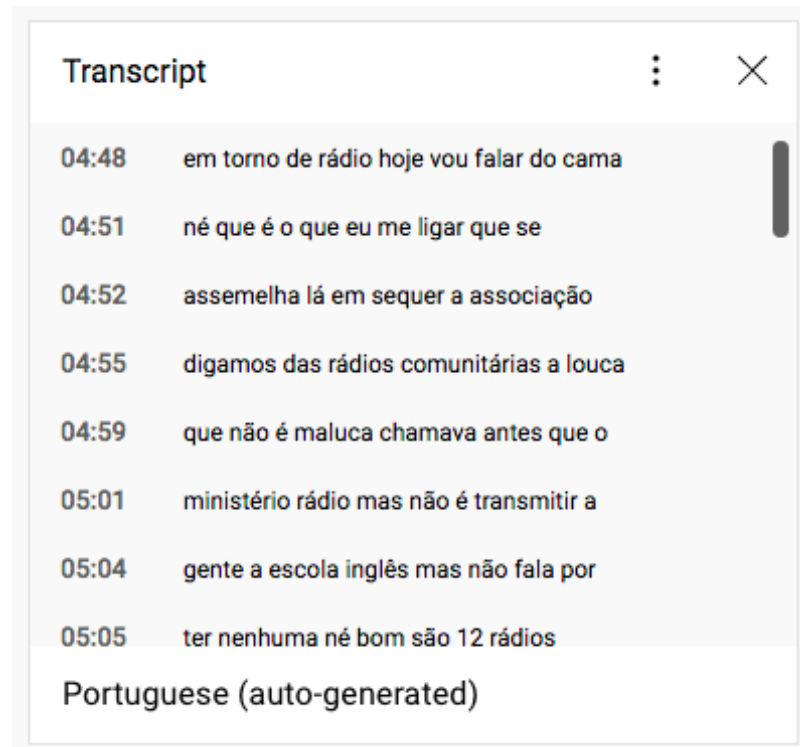 Transcript
04:48 em torno de rádio hoje vou falar do cama
04:51 né que é o que eu me ligar que se
04:52 assemelha lá em sequer a associação
04:55 digamos das rádios comunitárias a louca
04:59 que não é maluca chamava antes que o
05:01 ministério rádio mas não é transmitir a
05:04 gente a escola inglês mas não fala por
05:05 ter nenhuma né bom são 12 rádios
Portuguese (auto-generated)